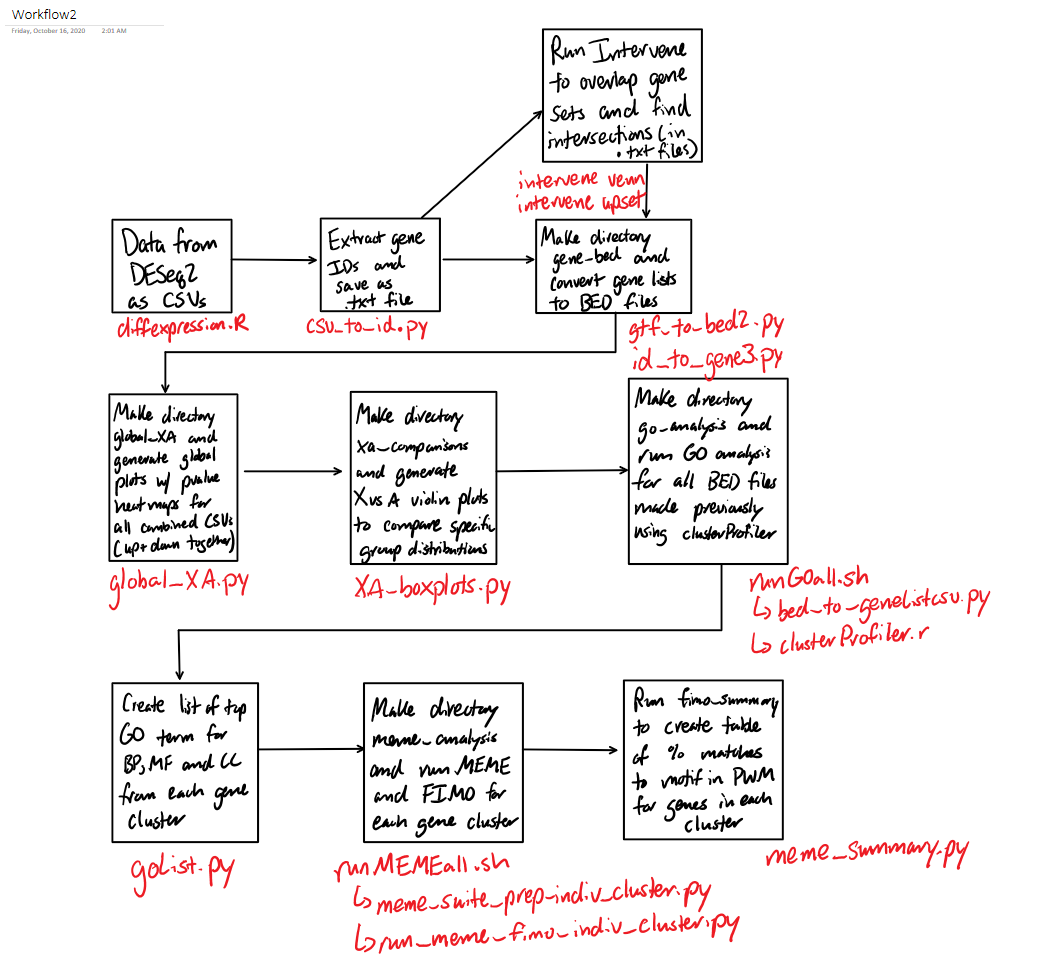 Workflow2
Friday, October 16, 2020 2:01 AM
Run Intervene
to overlap gene
sets and find
intersections (in
.txt files)
intervene venn
intervene upset
Data from
DESeq2
as CSVs
diffexpression.R
Extract gene
IDs and
save as
.txt file
csv_to_id.py
Make directory
gene-bed and
convert gene lists
to BED files
gtf_to_bed2.py
id_to_gene3.py
Make directory
global_XA and
generate global
plots w/ pvalue
heatmaps for
all combined CSVs
(up+down together)
global_XA.py
Make directory
xa_comparisons
and generate
X vs A violin plots
to compare specific
group distributions
XA_boxplots.py
Make directory
go_analysis and
run GO analysis
for all BED files
made previously
using clusterProfiler
runGOall.sh
↳ bed_to_genelistcsv.py
↳ clusterProfiler.r
Create list of top
GO term for
BP, MF and CC
from each gene
cluster
goList.py
Make directory
meme_analysis
and run MEME
and FIMO for
each gene cluster
runMEMEall.sh
↳ meme_suite_prep_indiv_cluster.py
↳ run_meme_fimo_indiv_cluster.py
Run fimo_summary
to create table
of % matches
to motif in PWM
for genes in each
cluster
meme_summary.py